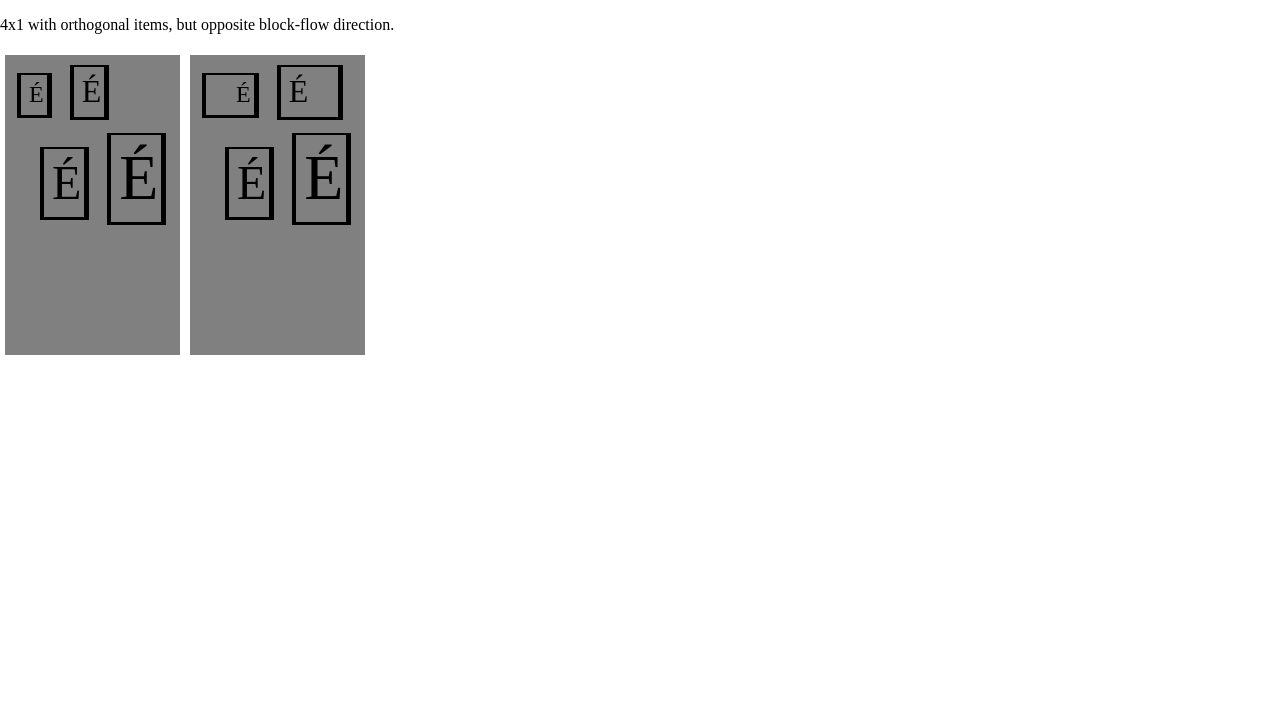 4x1 with orthogonal items, but opposite block-flow direction.
É É É É
É É É É